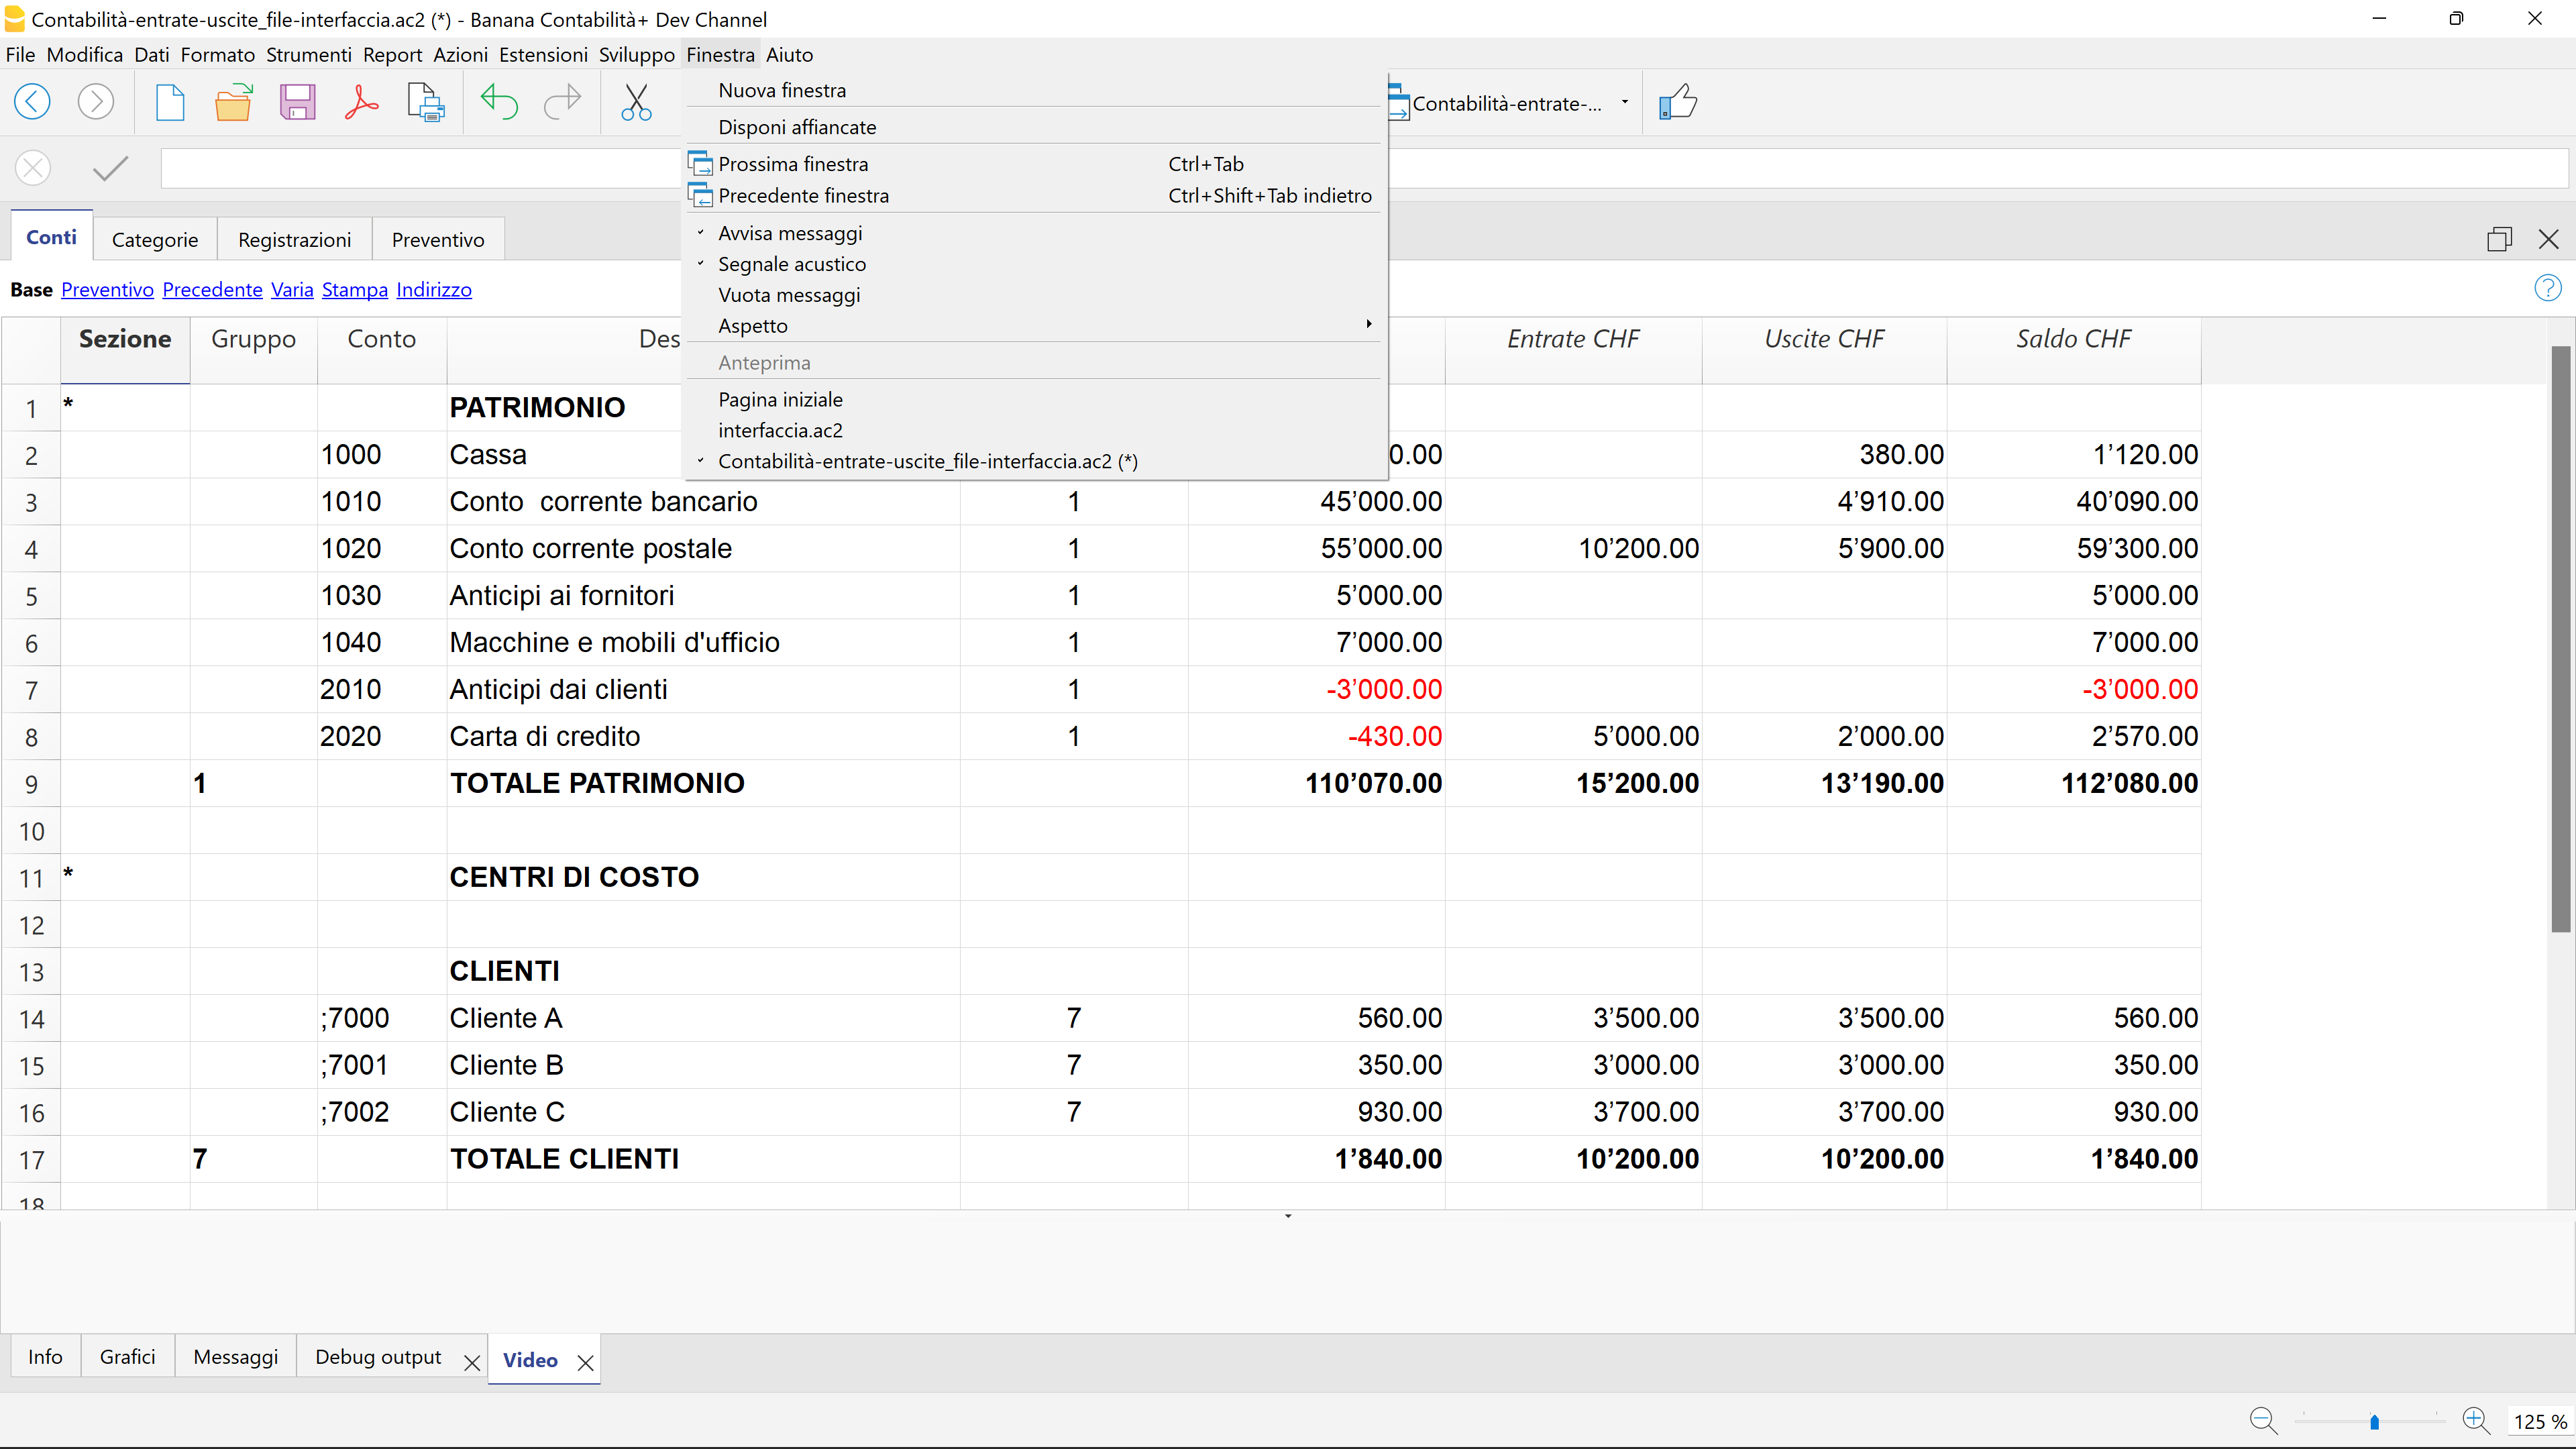 Contabilità-entrate-uscite_file-interfaccia.ac2 (*) - Banana Contabilità+ Dev Channel
File Modifica Dati Formato Strumenti Report Azioni Estensioni Sviluppo Finestra Aiuto
Contabilità-entrate-...
Nuova finestra
Disponi affiancate
Prossima finestra Ctrl+Tab
Precedente finestra Ctrl+Shift+Tab indietro
Avvisa messaggi
Segnale acustico
Vuota messaggi
Aspetto
Anteprima
Pagina iniziale
interfaccia.ac2
Contabilità-entrate-uscite_file-interfaccia.ac2 (*)
Conti Categorie Registrazioni Preventivo
Base Preventivo Precedente Varia Stampa Indirizzo
Sezione Gruppo Conto Des Entrate CHF Uscite CHF Saldo CHF
1 * PATRIMONIO
2 1000 Cassa 0.00 380.00 1’120.00
3 1010 Conto  corrente bancario 1 45’000.00 4’910.00 40’090.00
4 1020 Conto corrente postale 1 55’000.00 10’200.00 5’900.00 59’300.00
5 1030 Anticipi ai fornitori 1 5’000.00 5’000.00
6 1040 Macchine e mobili d'ufficio 1 7’000.00 7’000.00
7 2010 Anticipi dai clienti 1 -3’000.00 -3’000.00
8 2020 Carta di credito 1 -430.00 5’000.00 2’000.00 2’570.00
9 1 TOTALE PATRIMONIO 110’070.00 15’200.00 13’190.00 112’080.00
10
11 * CENTRI DI COSTO
12
13 CLIENTI
14 ;7000 Cliente A 7 560.00 3’500.00 3’500.00 560.00
15 ;7001 Cliente B 7 350.00 3’000.00 3’000.00 350.00
16 ;7002 Cliente C 7 930.00 3’700.00 3’700.00 930.00
17 7 TOTALE CLIENTI 1’840.00 10’200.00 10’200.00 1’840.00
18
Info Grafici Messaggi Debug output Video
125 %